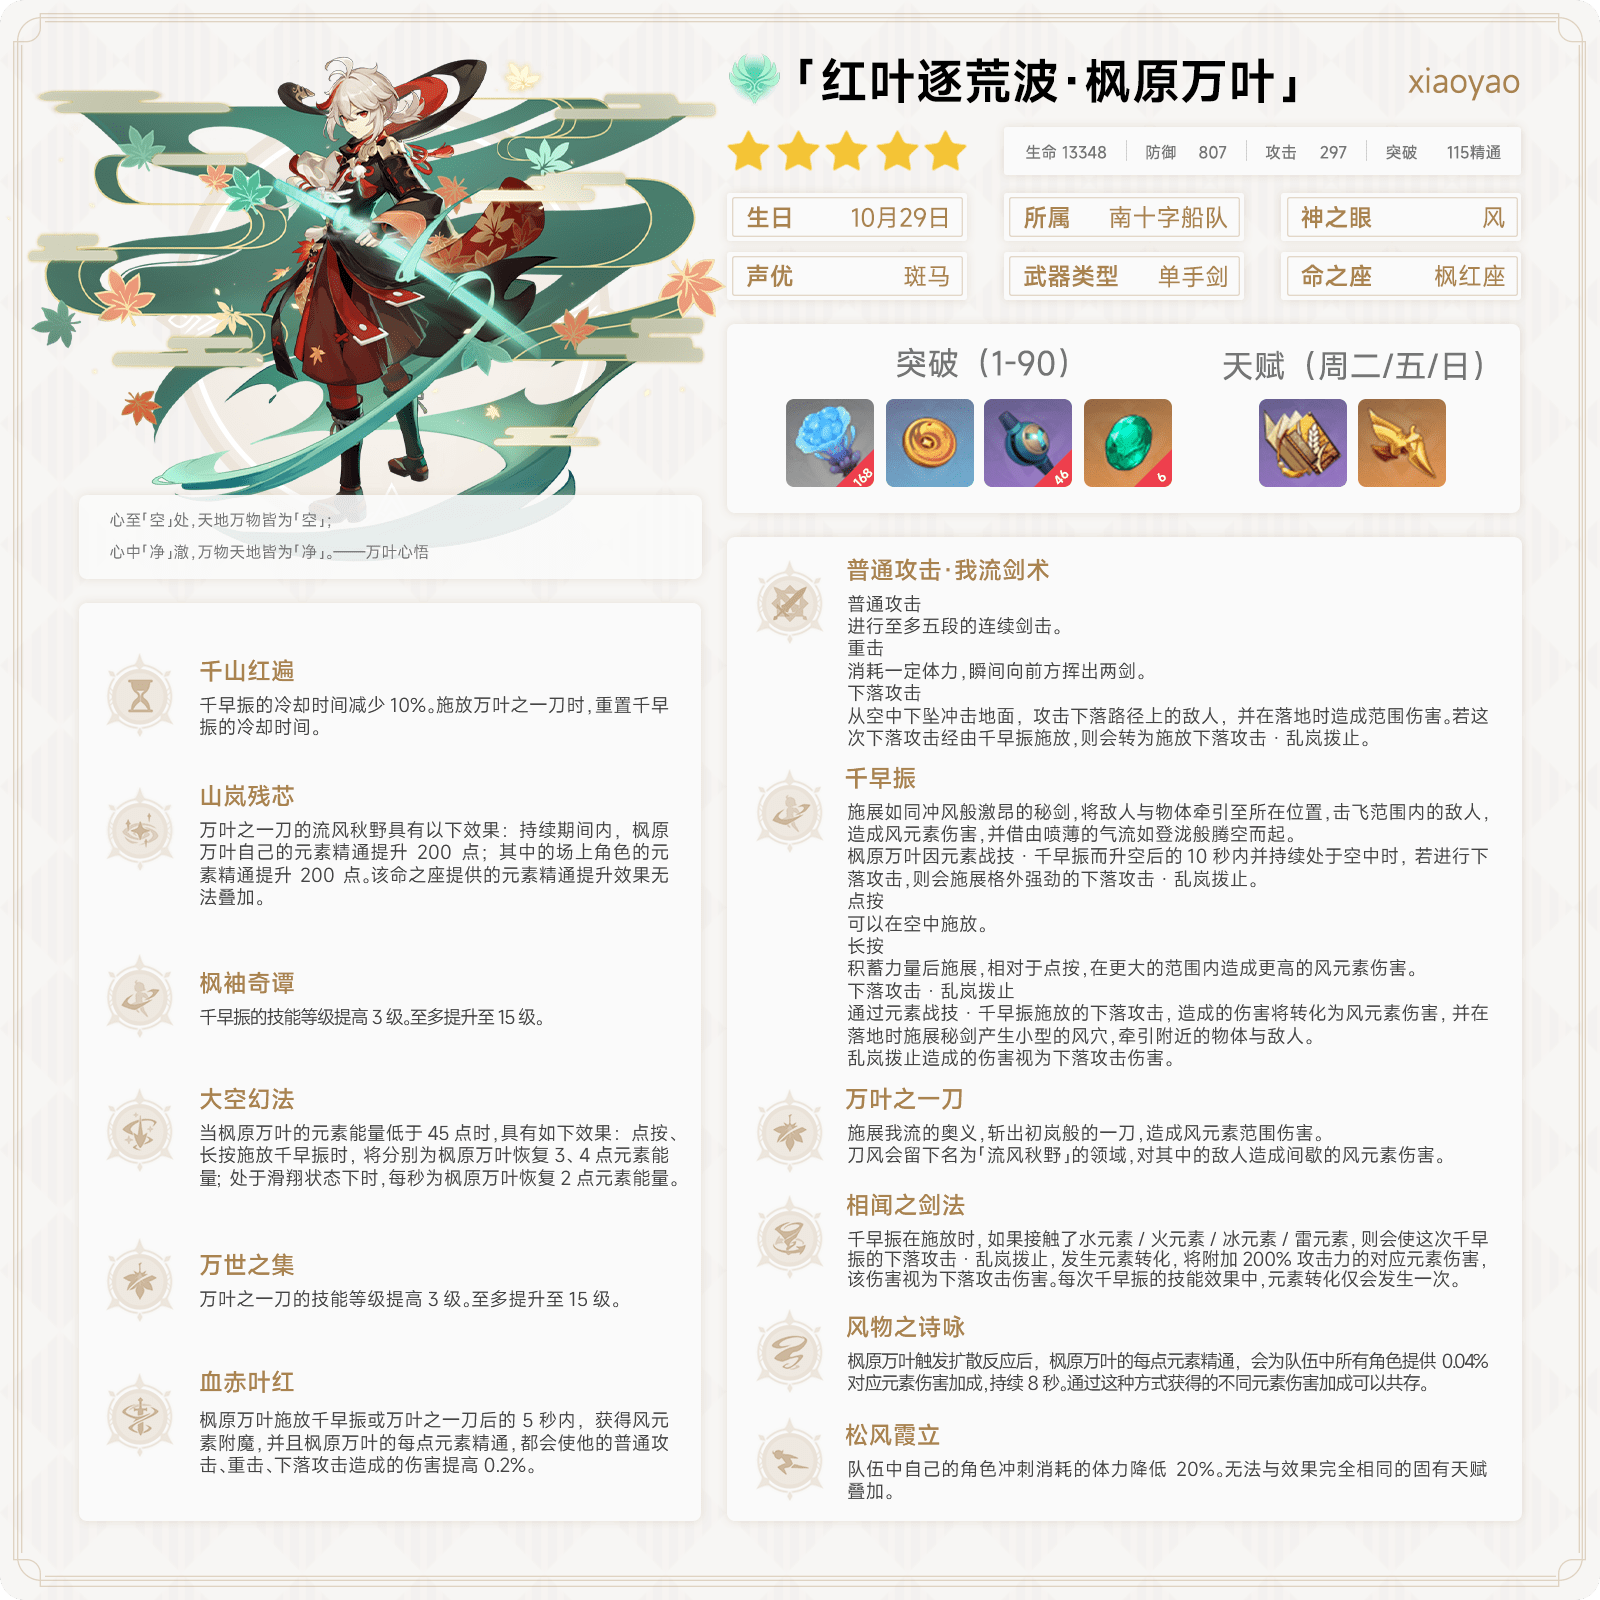 「红叶逐荒波·枫原万叶」
xiaoyao
生命 13348 防御 807 攻击 297 突破 115精通
生日 10月29日
所属 南十字船队
神之眼 风
声优 斑马
武器类型 单手剑
命之座 枫红座
突破（1-90）
天赋（周二/五/日）
168
46
6
心至「空」处,天地万物皆为「空」;
心中「净」澈,万物天地皆为「净」。——万叶心悟
千山红遍
千早振的冷却时间减少 10%。施放万叶之一刀时,重置千早
振的冷却时间。
山岚残芯
万叶之一刀的流风秋野具有以下效果：持续期间内，枫原
万叶自己的元素精通提升 200 点；其中的场上角色的元
素精通提升 200 点。该命之座提供的元素精通提升效果无
法叠加。
枫袖奇谭
千早振的技能等级提高 3 级。至多提升至 15 级。
大空幻法
当枫原万叶的元素能量低于 45 点时,具有如下效果：点按、
长按施放千早振时，将分别为枫原万叶恢复 3、4 点元素能
量；处于滑翔状态下时,每秒为枫原万叶恢复 2 点元素能量。
万世之集
万叶之一刀的技能等级提高 3 级。至多提升至 15 级。
血赤叶红
枫原万叶施放千早振或万叶之一刀后的 5 秒内，获得风元
素附魔,并且枫原万叶的每点元素精通,都会使他的普通攻
击、重击、下落攻击造成的伤害提高 0.2%。
普通攻击·我流剑术
普通攻击
进行至多五段的连续剑击。
重击
消耗一定体力,瞬间向前方挥出两剑。
下落攻击
从空中下坠冲击地面，攻击下落路径上的敌人，并在落地时造成范围伤害。若这
次下落攻击经由千早振施放,则会转为施放下落攻击 · 乱岚拨止。
千早振
施展如同冲风般激昂的秘剑,将敌人与物体牵引至所在位置,击飞范围内的敌人,
造成风元素伤害,并借由喷薄的气流如登泷般腾空而起。
枫原万叶因元素战技 · 千早振而升空后的 10 秒内并持续处于空中时，若进行下
落攻击,则会施展格外强劲的下落攻击 · 乱岚拨止。
点按
可以在空中施放。
长按
积蓄力量后施展,相对于点按,在更大的范围内造成更高的风元素伤害。
下落攻击 · 乱岚拨止
通过元素战技 · 千早振施放的下落攻击，造成的伤害将转化为风元素伤害，并在
落地时施展秘剑产生小型的风穴,牵引附近的物体与敌人。
乱岚拨止造成的伤害视为下落攻击伤害。
万叶之一刀
施展我流的奥义,斩出初岚般的一刀,造成风元素范围伤害。
刀风会留下名为「流风秋野」的领域,对其中的敌人造成间歇的风元素伤害。
相闻之剑法
千早振在施放时，如果接触了水元素 / 火元素 / 冰元素 / 雷元素，则会使这次千早
振的下落攻击 · 乱岚拨止，发生元素转化，将附加 200% 攻击力的对应元素伤害，
该伤害视为下落攻击伤害。每次千早振的技能效果中,元素转化仅会发生一次。
风物之诗咏
枫原万叶触发扩散反应后，枫原万叶的每点元素精通，会为队伍中所有角色提供 0.04%
对应元素伤害加成,持续 8 秒。通过这种方式获得的不同元素伤害加成可以共存。
松风霞立
队伍中自己的角色冲刺消耗的体力降低 20%。无法与效果完全相同的固有天赋
叠加。